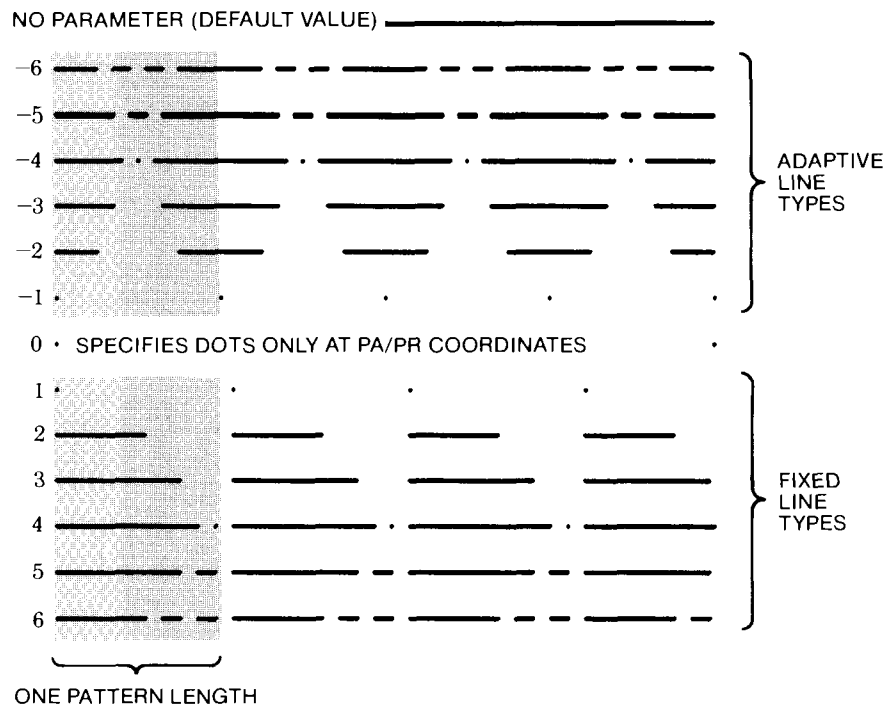 NO PARAMETER (DEFAULT VALUE)
−6
−5
−4
−3
−2
−1
ADAPTIVE
LINE
TYPES
0 · SPECIFIES DOTS ONLY AT PA/PR COORDINATES
1
2
3
4
5
6
FIXED
LINE
TYPES
ONE PATTERN LENGTH